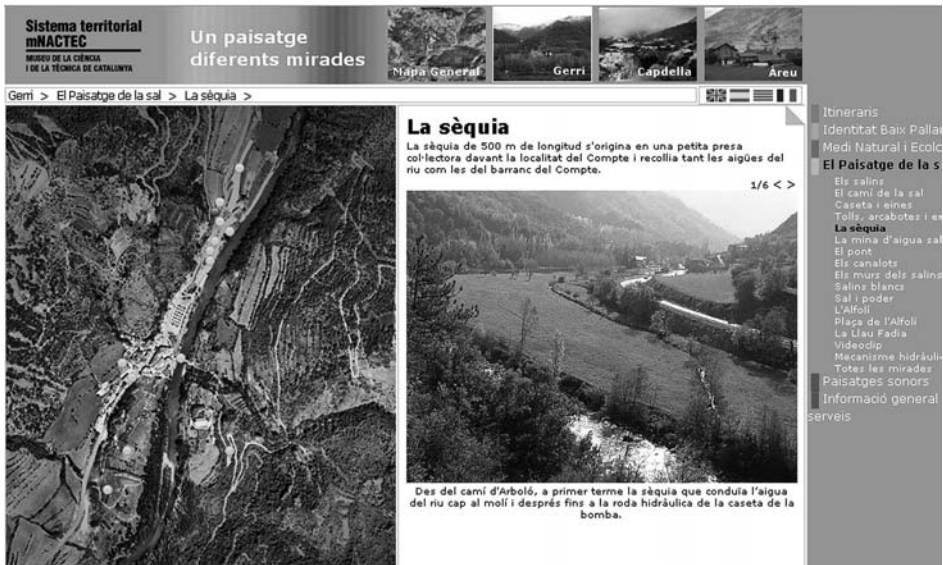 Sistema territorial
mNACTEC
MUSEU DE LA CIÈNCIA
I DE LA TÈCNICA DE CATALUNYA
Un paisatge
diferents mirades
Mapa General
Gerri
Capdella
Àreu
Gerri > El Paisatge de la sal > La sèquia >
La sèquia
La sèquia de 500 m de longitud s'origina en una petita presa
col·lectora davant la localitat del Compte i recollia tant les aigües del
riu com les del barranc del Compte.
1/6 < >
Des del camí d'Arboló, a primer terme la sèquia que conduïa l'aigua
del riu cap al molí i després fins a la roda hidràulica de la caseta de la
bomba.
Itineraris
Identitat Baix Pallar
Medi Natural i Ecolo
El Paisatge de la s
Els salins
El camí de la sal
Caseta i eines
Tolls, arcabotes i e
La sèquia
La mina d'aigua sal
El pont
Els canalots
Els murs dels salins
Salins blancs
Sal i poder
L'Alfolí
Plaça de l'Alfolí
La Llau Fadia
Videoclip
Mecanisme hidràuli
Totes les mirades
Paisatges sonors
Informació general
serveis